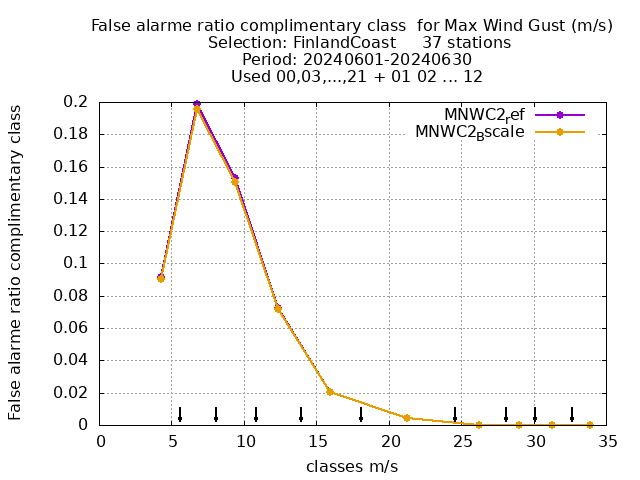 False alarme ratio complimentary class  for Max Wind Gust (m/s)
Selection: FinlandCoast     37 stations
Period: 20240601-20240630
Used 00,03,...,21 + 01 02 ... 12
MNWC2ref
MNWC2Bscale
False alarme ratio complimentary class
0.2
0.18
0.16
0.14
0.12
0.1
0.08
0.06
0.04
0.02
0
0 5 10 15 20 25 30 35
classes m/s